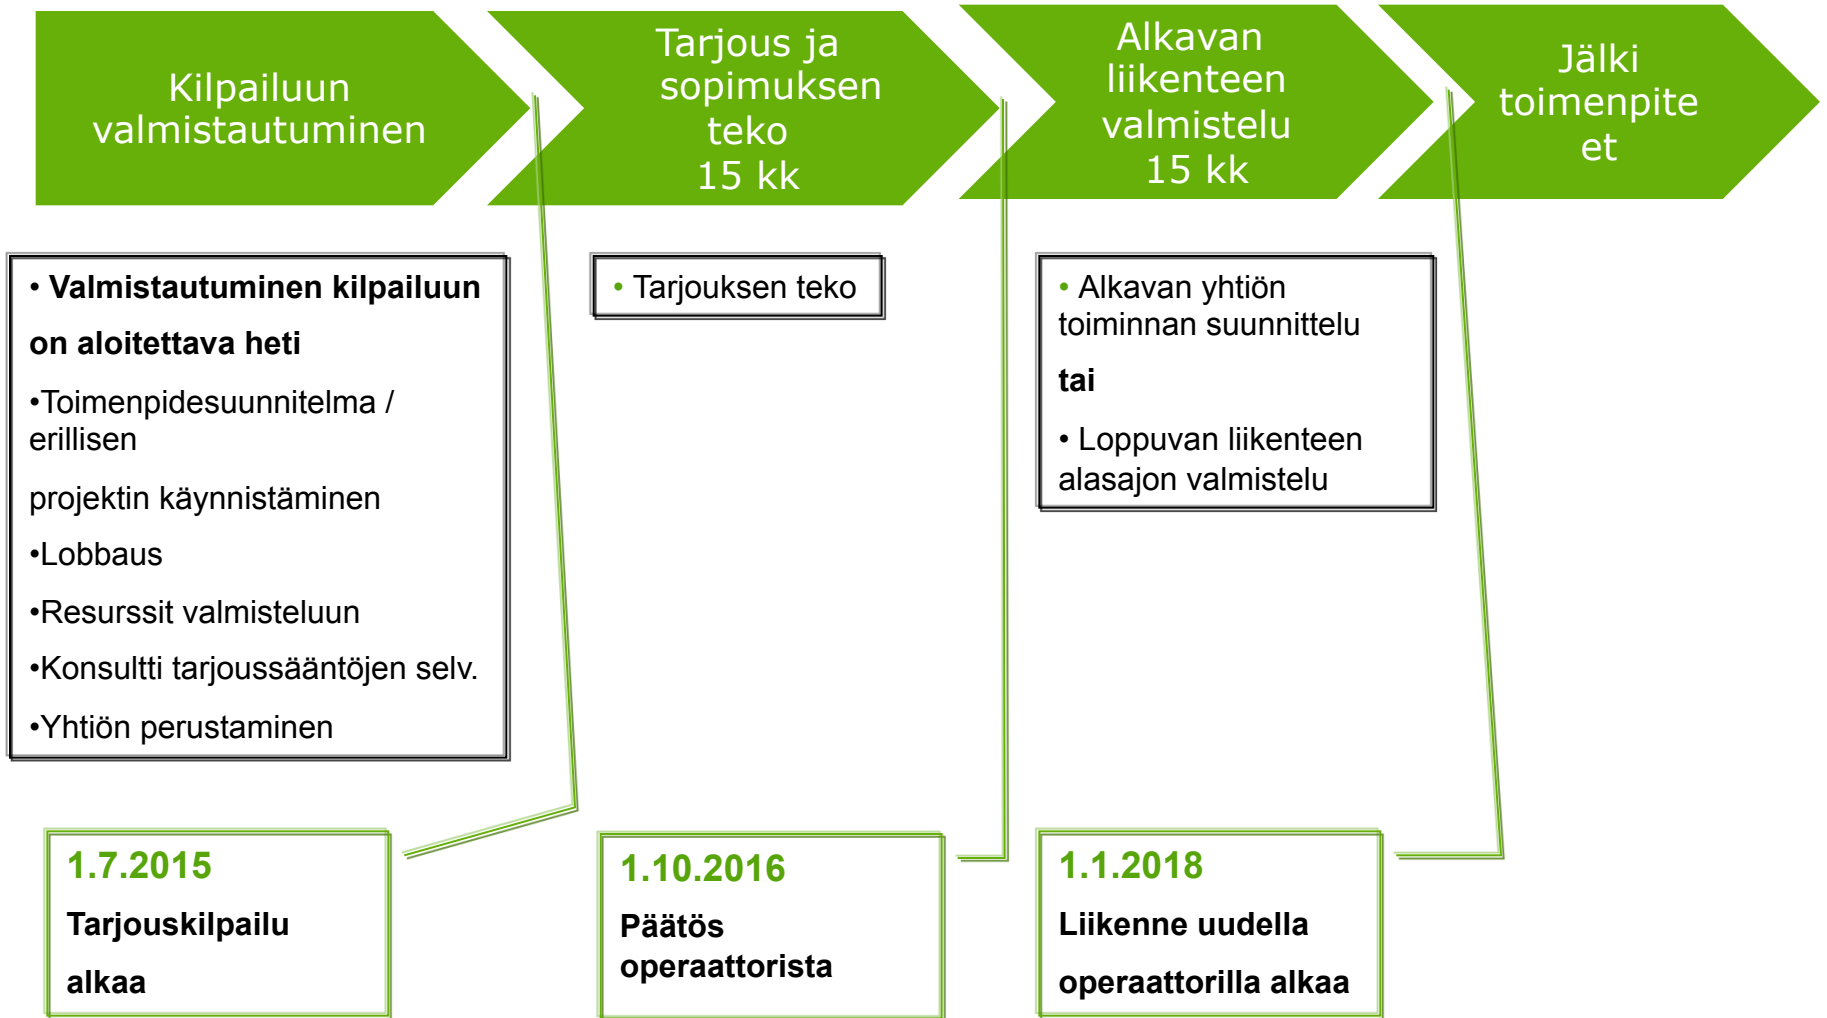 Kilpailuun
valmistautuminen
Tarjous ja
sopimuksen
teko
15 kk
Alkavan
liikenteen
valmistelu
15 kk
Jälki
toimenpite
et
• Valmistautuminen kilpailuun
on aloitettava heti
•Toimenpidesuunnitelma /
erillisen
projektin käynnistäminen
•Lobbaus
•Resurssit valmisteluun
•Konsultti tarjoussääntöjen selv.
•Yhtiön perustaminen
• Tarjouksen teko
• Alkavan yhtiön
toiminnan suunnittelu
tai
• Loppuvan liikenteen
alasajon valmistelu
1.7.2015
Tarjouskilpailu
alkaa
1.10.2016
Päätös
operaattorista
1.1.2018
Liikenne uudella
operaattorilla alkaa